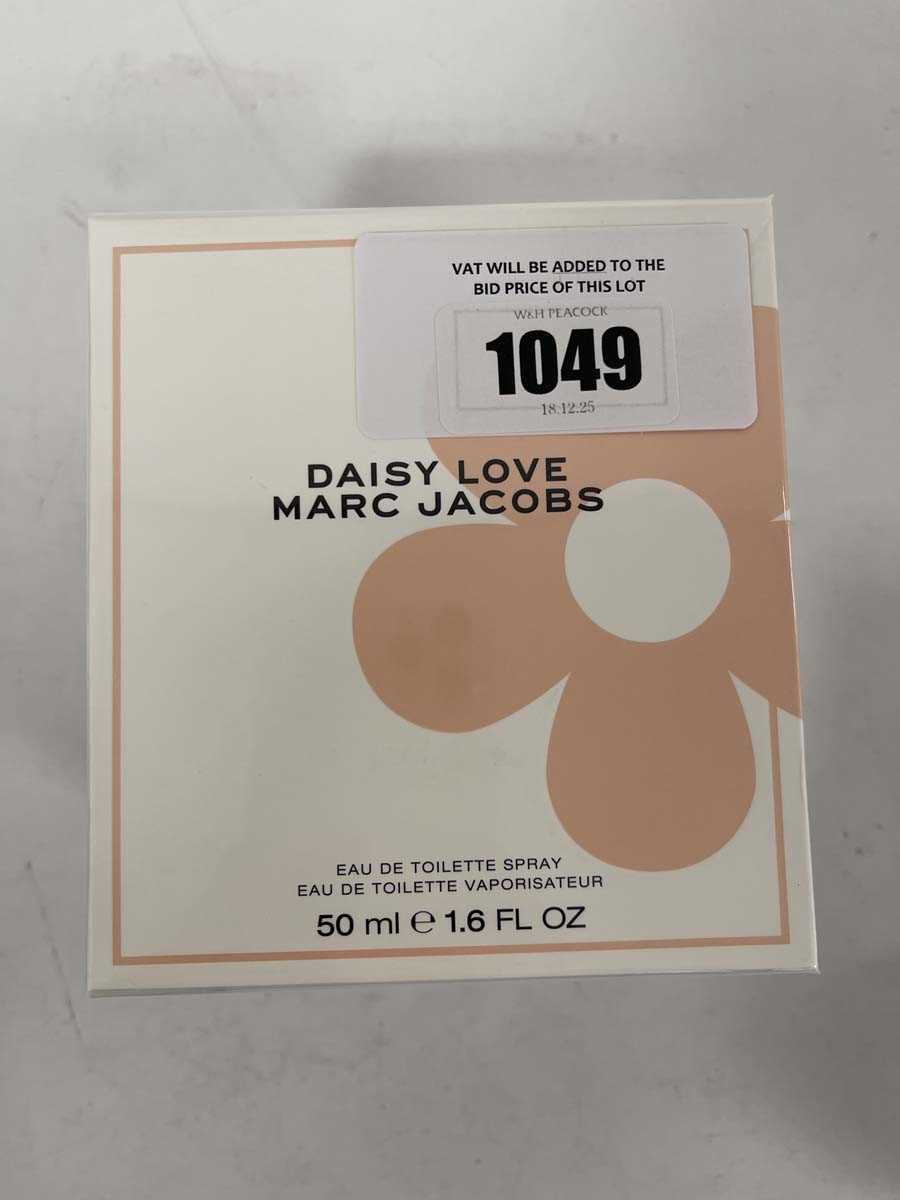 VAT WILL BE ADDED TO THE
BID PRICE OF THIS LOT
W&H PEACOCK
1049
18.12.25
DAISY LOVE
MARC JACOBS
EAU DE TOILETTE SPRAY
EAU DE TOILETTE VAPORISATEUR
50 ml ℮ 1.6 FL OZ